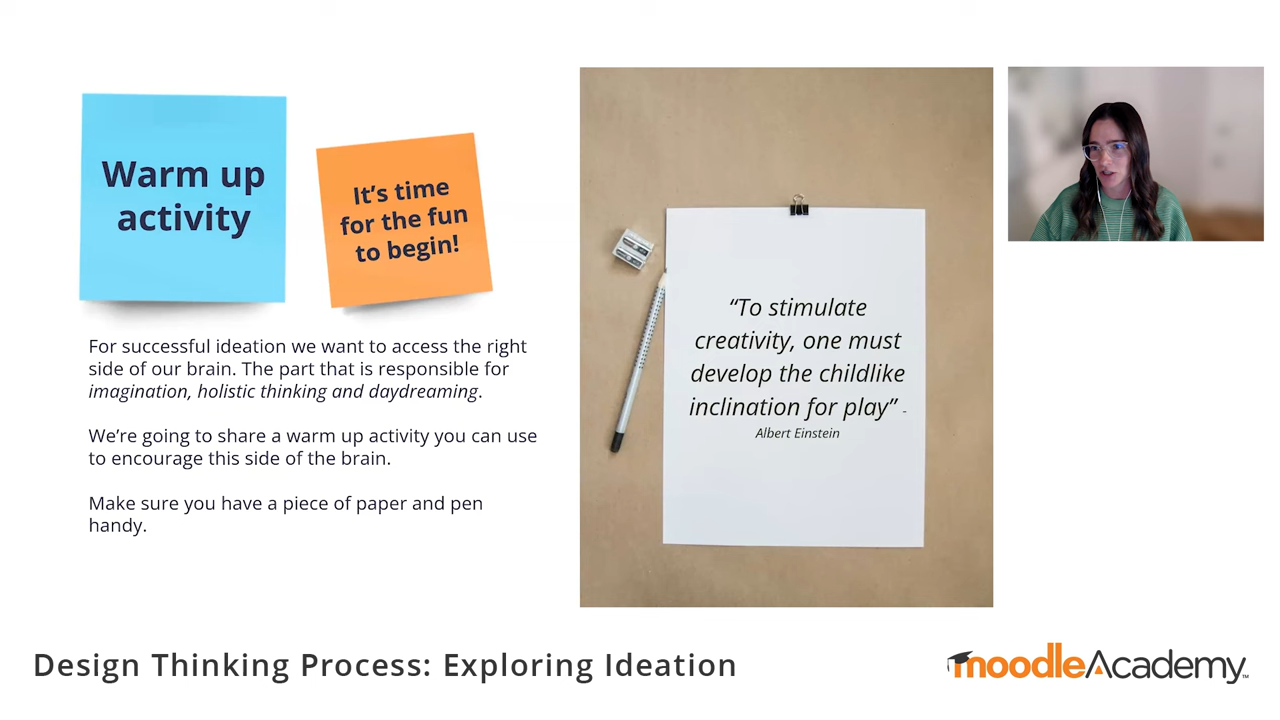 Warm up
activity
It's time
for the fun
to begin!
For successful ideation we want to access the right
side of our brain. The part that is responsible for
imagination, holistic thinking and daydreaming.
We're going to share a warm up activity you can use
to encourage this side of the brain.
Make sure you have a piece of paper and pen
handy.
“To stimulate
creativity, one must
develop the childlike
inclination for play” -
Albert Einstein
Design Thinking Process: Exploring Ideation
moodleAcademy™